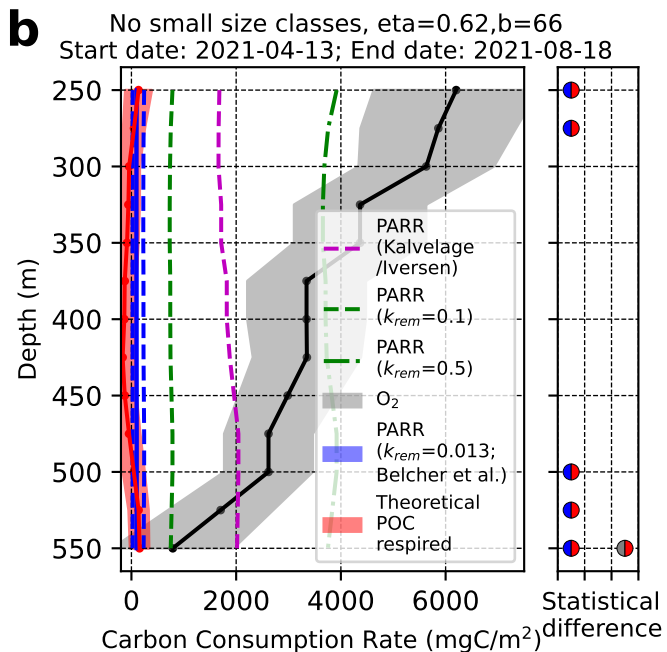 b
No small size classes, eta=0.62,b=66
Start date: 2021-04-13; End date: 2021-08-18
250
300
350
400
450
500
550
Depth (m)
PARR
(Kalvelage
/Iversen)
PARR
(k_rem=0.1)
PARR
(k_rem=0.5)
O₂
PARR
(k_rem=0.013;
Belcher et al.)
Theoretical
POC
respired
0 2000 4000 6000
Carbon Consumption Rate (mgC/m²)
Statistical
difference